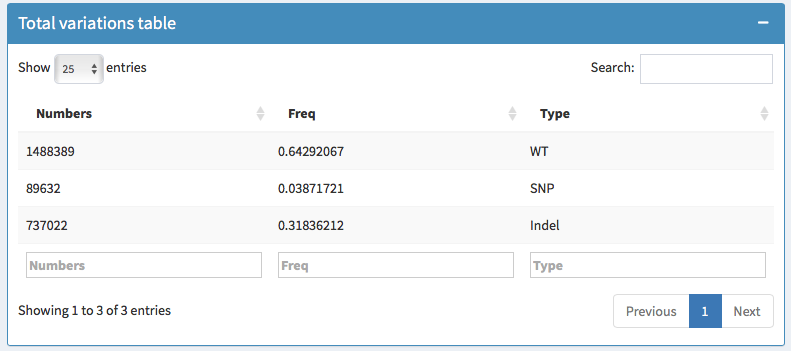 Total variations table
Show 25 entries Search:
Numbers Freq Type
1488389 0.64292067 WT
89632 0.03871721 SNP
737022 0.31836212 Indel
Numbers Freq Type
Showing 1 to 3 of 3 entries Previous 1 Next